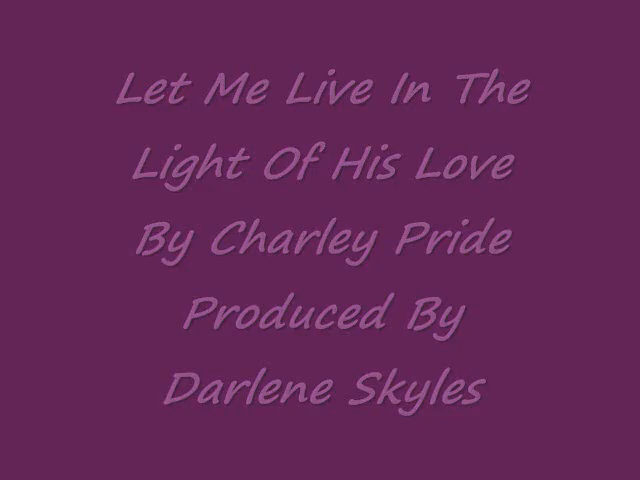 Let Me Live In The
Light Of His Love
By Charley Pride
Produced By
Darlene Skyles